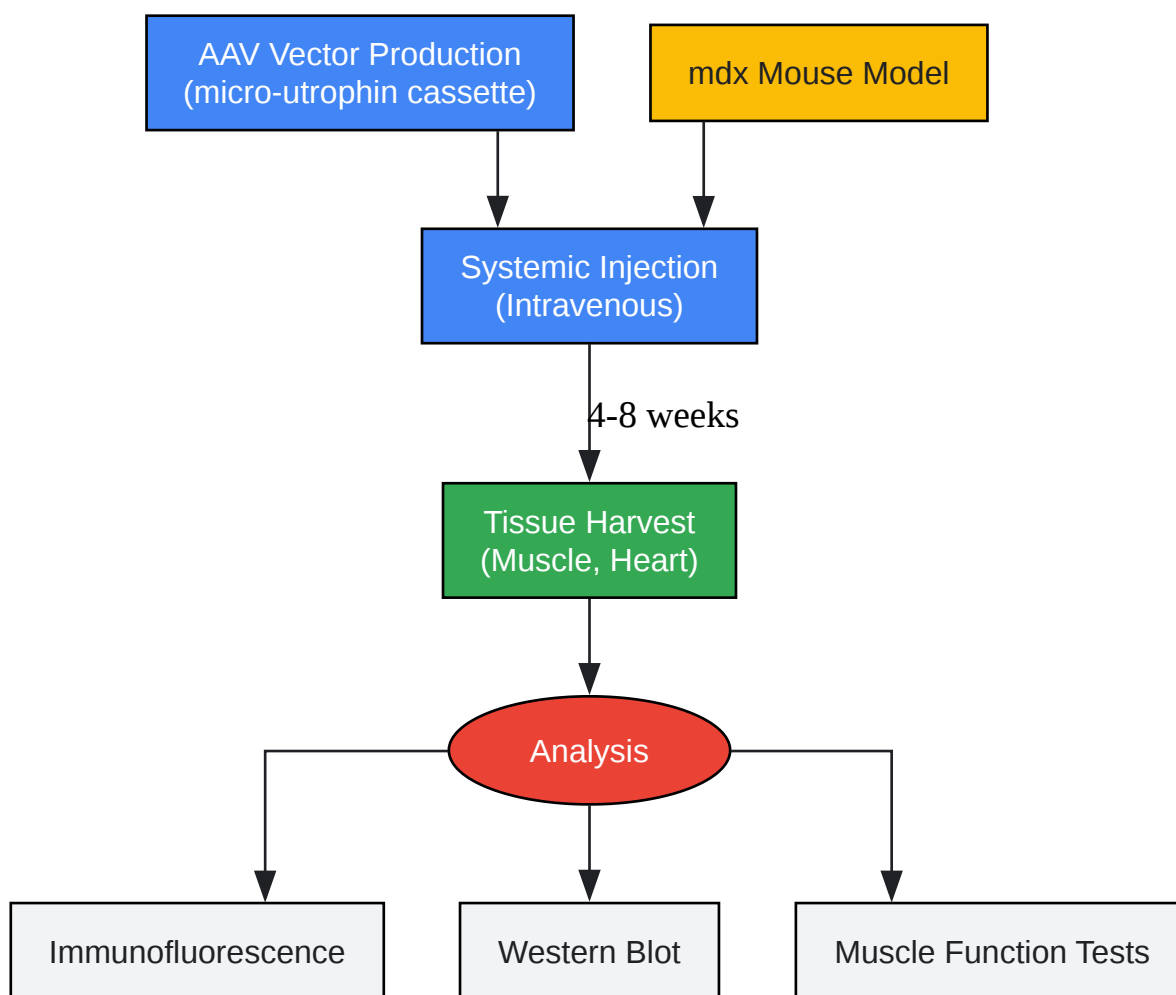 AAV Vector Production
(micro-utrophin cassette)
mdx Mouse Model
Systemic Injection
(Intravenous)
4-8 weeks
Tissue Harvest
(Muscle, Heart)
Analysis
Immunofluorescence
Western Blot
Muscle Function Tests